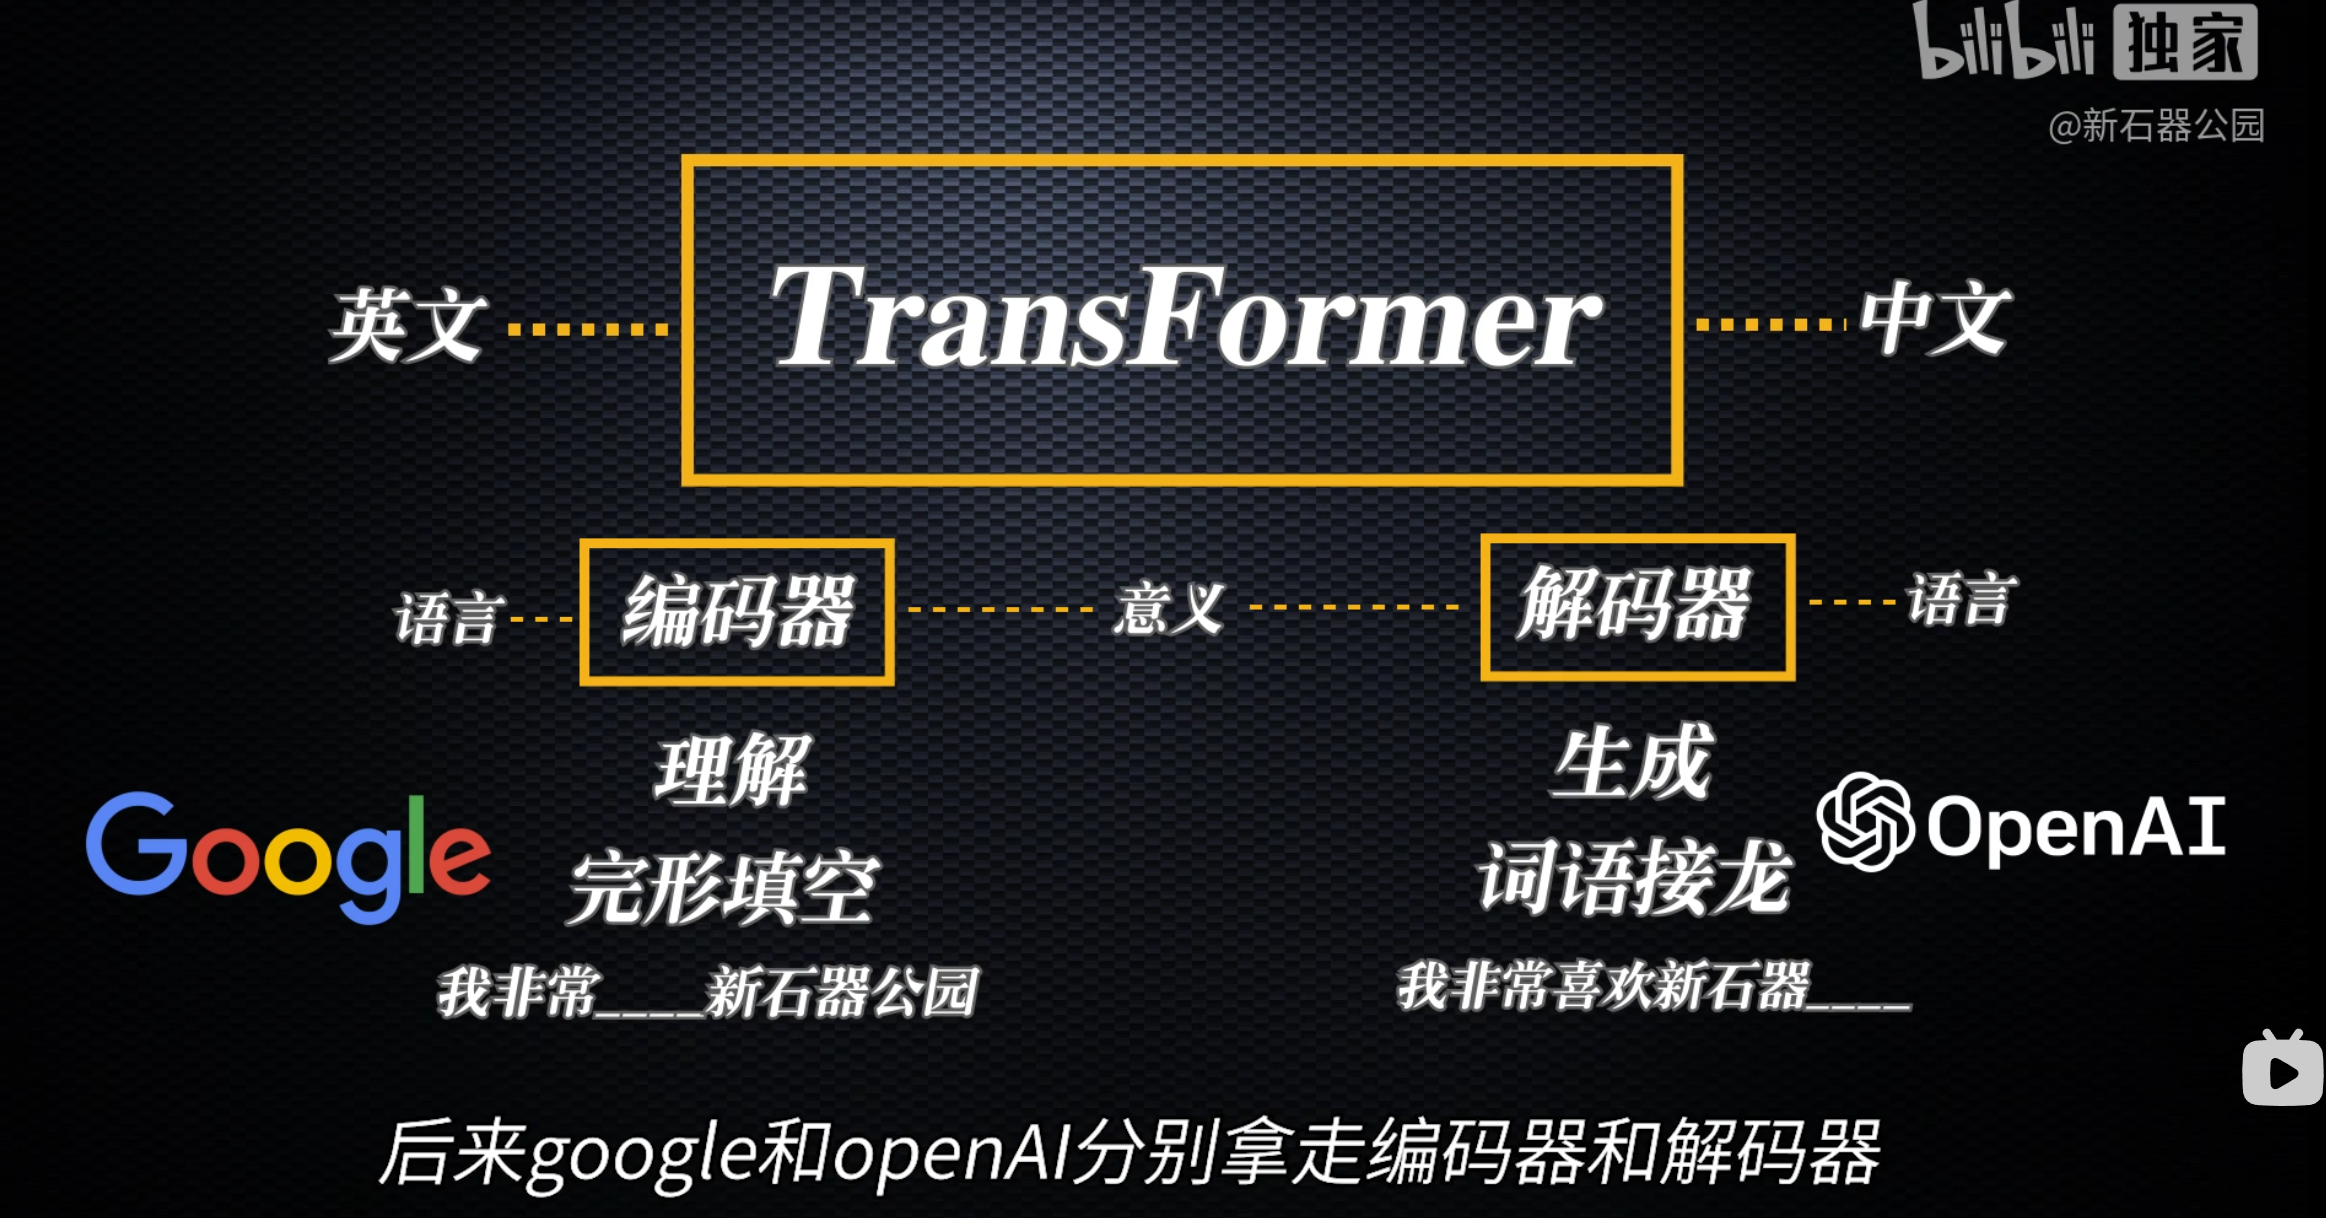 bilibili 独家
@新石器公园
英文 TransFormer 中文
语言 编码器 意义 解码器 语言
理解 生成
Google 完形填空 词语接龙 OpenAI
我非常____新石器公园 我非常喜欢新石器____
后来google和openAI分别拿走编码器和解码器